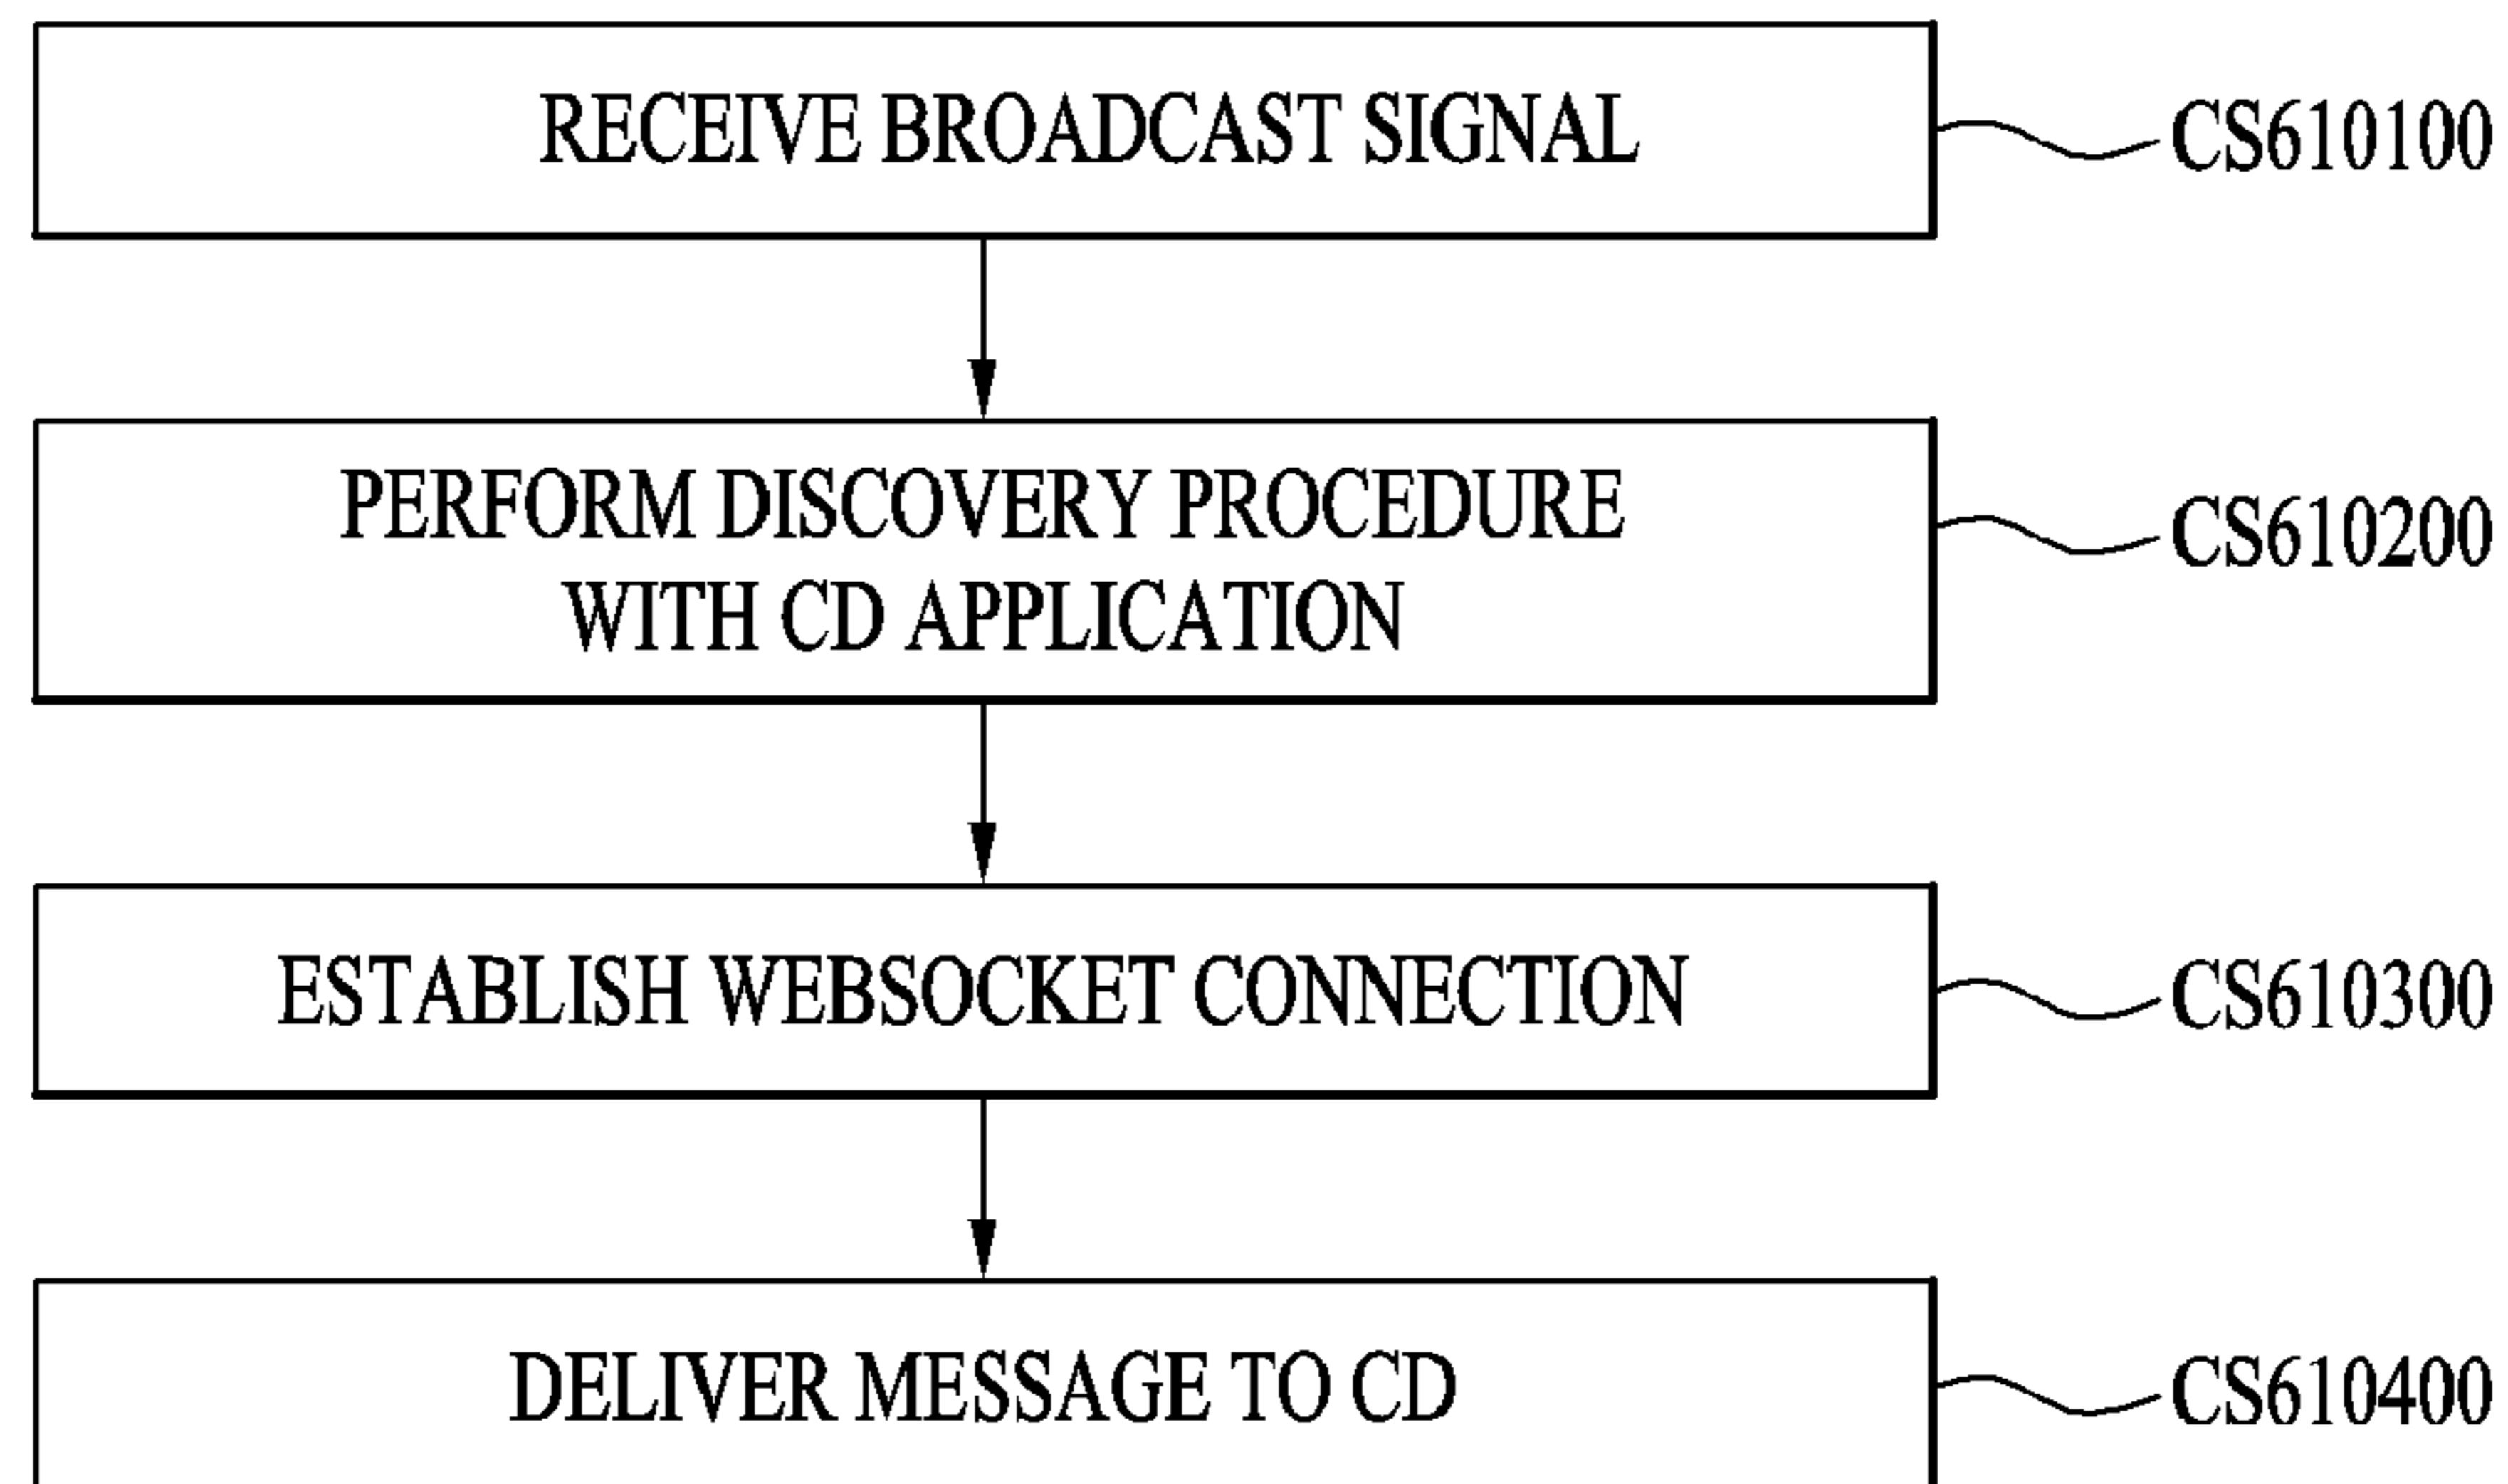 RECEIVE BROADCAST SIGNAL
CS610100
PERFORM DISCOVERY PROCEDURE
WITH CD APPLICATION
CS610200
ESTABLISH WEBSOCKET CONNECTION
CS610300
DELIVER MESSAGE TO CD
CS610400